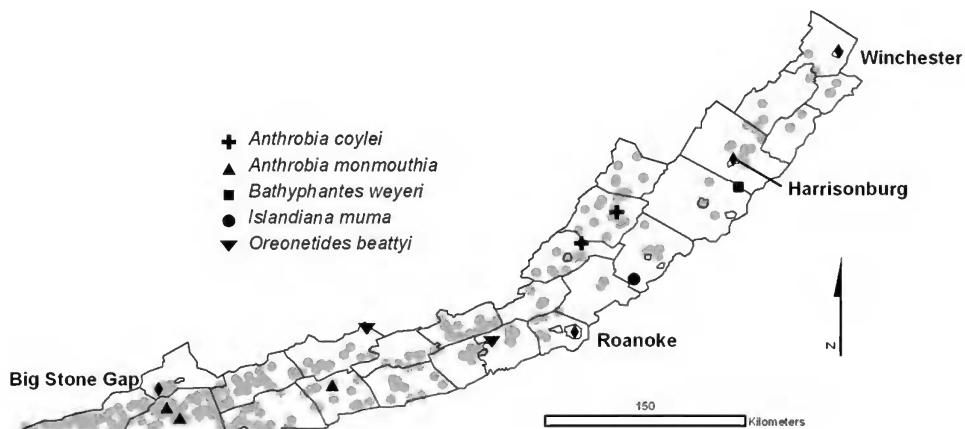 Winchester
Anthrobia coylei
Anthrobia monmouthia
Bathyphantes weyeri
Islandiana muma
Oreonetides beattyi
Harrisonburg
Roanoke
N
Big Stone Gap
150
Kilometers